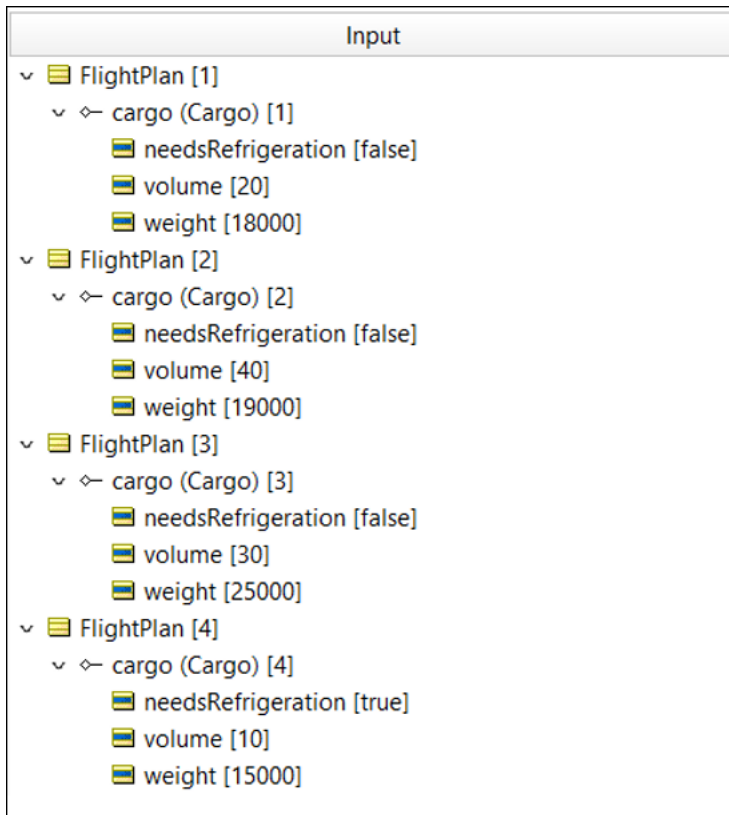 Input
FlightPlan [1]
cargo (Cargo) [1]
needsRefrigeration [false]
volume [20]
weight [18000]
FlightPlan [2]
cargo (Cargo) [2]
needsRefrigeration [false]
volume [40]
weight [19000]
FlightPlan [3]
cargo (Cargo) [3]
needsRefrigeration [false]
volume [30]
weight [25000]
FlightPlan [4]
cargo (Cargo) [4]
needsRefrigeration [true]
volume [10]
weight [15000]